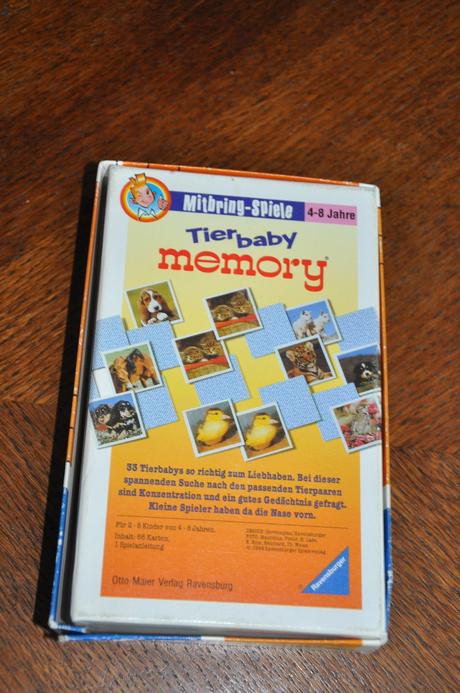 Mitbring-Spiele 4-8 Jahre
Tierbaby
memory®
33 Tierbabys so richtig zum Liebhaben. Bei dieser
spannenden Suche nach den passenden Tierpaaren
sind Konzentration und ein gutes Gedächtnis gefragt.
Kleine Spieler haben da die Nase vorn.
Für 2 - 8 Kinder von 4 - 8 Jahren.
Inhalt: 66 Karten,
1 Spielanleitung
Otto Maier Verlag Ravensburg
Ravensburger